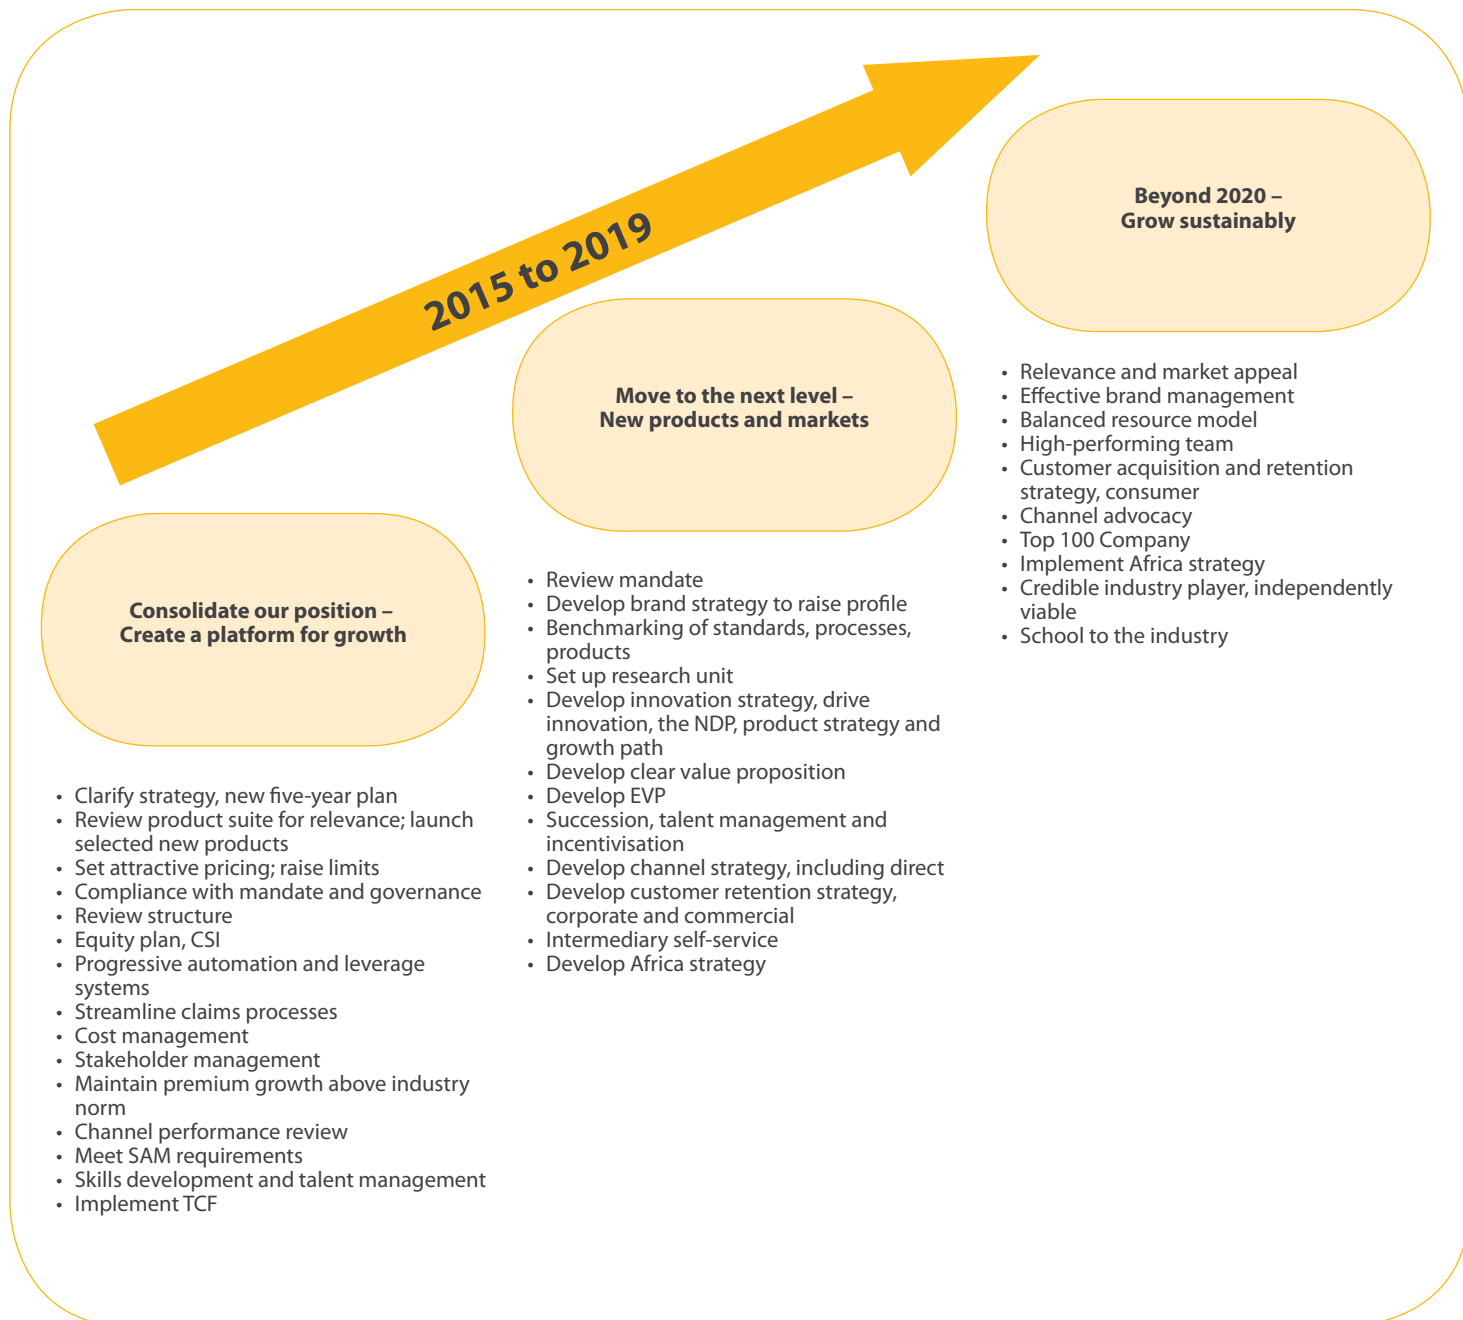 2015 to 2019
Consolidate our position –
Create a platform for growth
• Clarify strategy, new five-year plan
• Review product suite for relevance; launch
selected new products
• Set attractive pricing; raise limits
• Compliance with mandate and governance
• Review structure
• Equity plan, CSI
• Progressive automation and leverage
systems
• Streamline claims processes
• Cost management
• Stakeholder management
• Maintain premium growth above industry
norm
• Channel performance review
• Meet SAM requirements
• Skills development and talent management
• Implement TCF
Move to the next level –
New products and markets
• Review mandate
• Develop brand strategy to raise profile
• Benchmarking of standards, processes,
products
• Set up research unit
• Develop innovation strategy, drive
innovation, the NDP, product strategy and
growth path
• Develop clear value proposition
• Develop EVP
• Succession, talent management and
incentivisation
• Develop channel strategy, including direct
• Develop customer retention strategy,
corporate and commercial
• Intermediary self-service
• Develop Africa strategy
Beyond 2020 –
Grow sustainably
• Relevance and market appeal
• Effective brand management
• Balanced resource model
• High-performing team
• Customer acquisition and retention
strategy, consumer
• Channel advocacy
• Top 100 Company
• Implement Africa strategy
• Credible industry player, independently
viable
• School to the industry